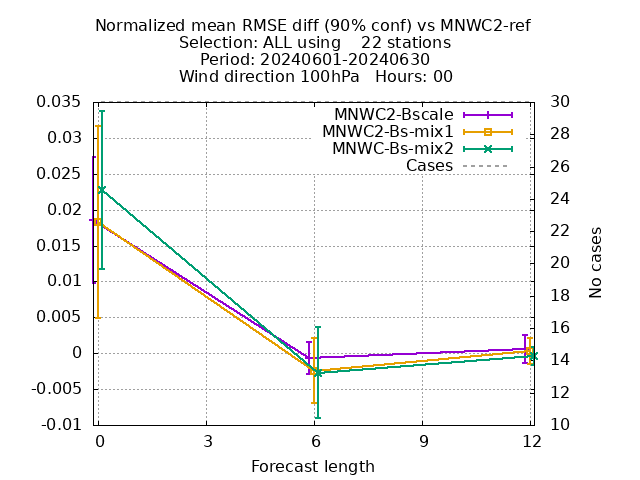 Normalized mean RMSE diff (90% conf) vs MNWC2-ref
Selection: ALL using    22 stations
Period: 20240601-20240630
Wind direction 100hPa   Hours: 00
MNWC2-Bscale
MNWC2-Bs-mix1
MNWC-Bs-mix2
Cases
0.035
0.03
0.025
0.02
0.015
0.01
0.005
0
-0.005
-0.01
30
28
26
24
22
20
18
16
14
12
10
No cases
0 3 6 9 12
Forecast length